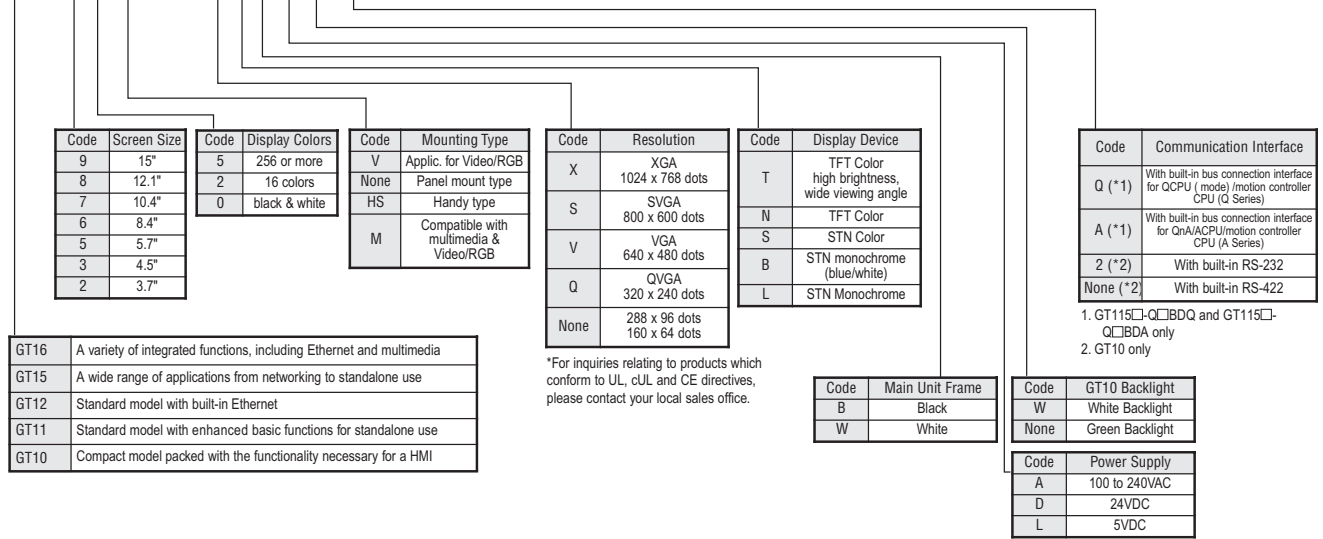 Code Screen Size
9 15"
8 12.1"
7 10.4"
6 8.4"
5 5.7"
3 4.5"
2 3.7"
Code Display Colors
5 256 or more
2 16 colors
0 black & white
Code Mounting Type
V Applic. for Video/RGB
None Panel mount type
HS Handy type
M Compatible with
multimedia &
Video/RGB
Code Resolution
X XGA
1024 x 768 dots
S SVGA
800 x 600 dots
V VGA
640 x 480 dots
Q QVGA
320 x 240 dots
None 288 x 96 dots
160 x 64 dots
*For inquiries relating to products which
conform to UL, cUL and CE directives,
please contact your local sales office.
Code Display Device
T TFT Color
high brightness,
wide viewing angle
N TFT Color
S STN Color
B STN monochrome
(blue/white)
L STN Monochrome
Code Communication Interface
Q (*1) With built-in bus connection interface
for QCPU ( mode) /motion controller
CPU (Q Series)
A (*1) With built-in bus connection interface
for QnA/ACPU/motion controller
CPU (A Series)
2 (*2) With built-in RS-232
None (*2) With built-in RS-422
1. GT115□-Q□BDQ and GT115□-
Q□BDA only
2. GT10 only
GT16 A variety of integrated functions, including Ethernet and multimedia
GT15 A wide range of applications from networking to standalone use
GT12 Standard model with built-in Ethernet
GT11 Standard model with enhanced basic functions for standalone use
GT10 Compact model packed with the functionality necessary for a HMI
Code Main Unit Frame
B Black
W White
Code GT10 Backlight
W White Backlight
None Green Backlight
Code Power Supply
A 100 to 240VAC
D 24VDC
L 5VDC